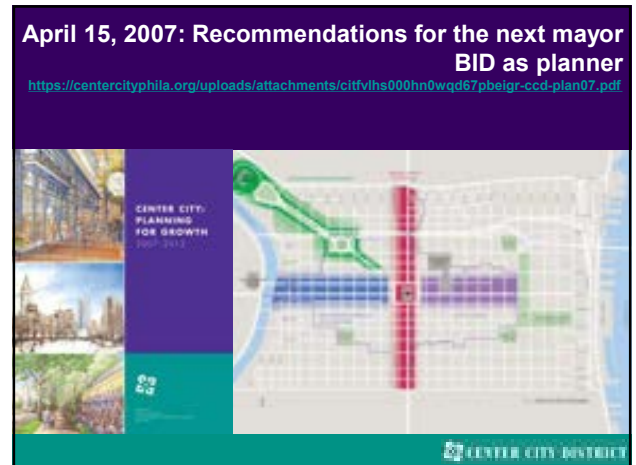 April 15, 2007: Recommendations for the next mayor
BID as planner
https://centercityphila.org/uploads/attachments/citfvlhs000hn0wqd67pbeigr-ccd-plan07.pdf
CENTER CITY:
PLANNING
FOR GROWTH
2007-2012
CENTER CITY DISTRICT